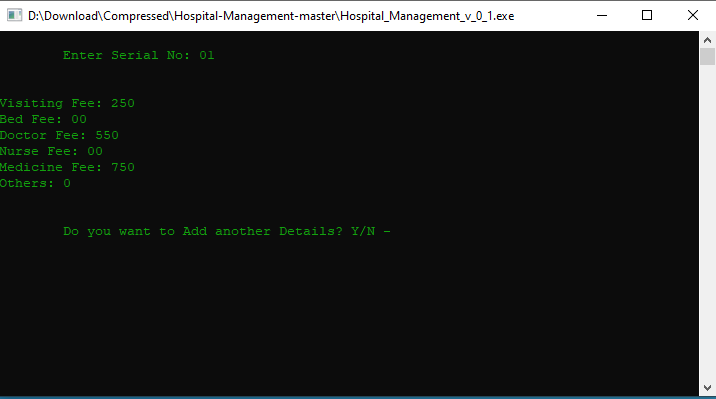 D:\Download\Compressed\Hospital-Management-master\Hospital_Management_v_0_1.exe
Enter Serial No: 01
Visiting Fee: 250
Bed Fee: 00
Doctor Fee: 550
Nurse Fee: 00
Medicine Fee: 750
Others: 0
Do you want to Add another Details? Y/N -